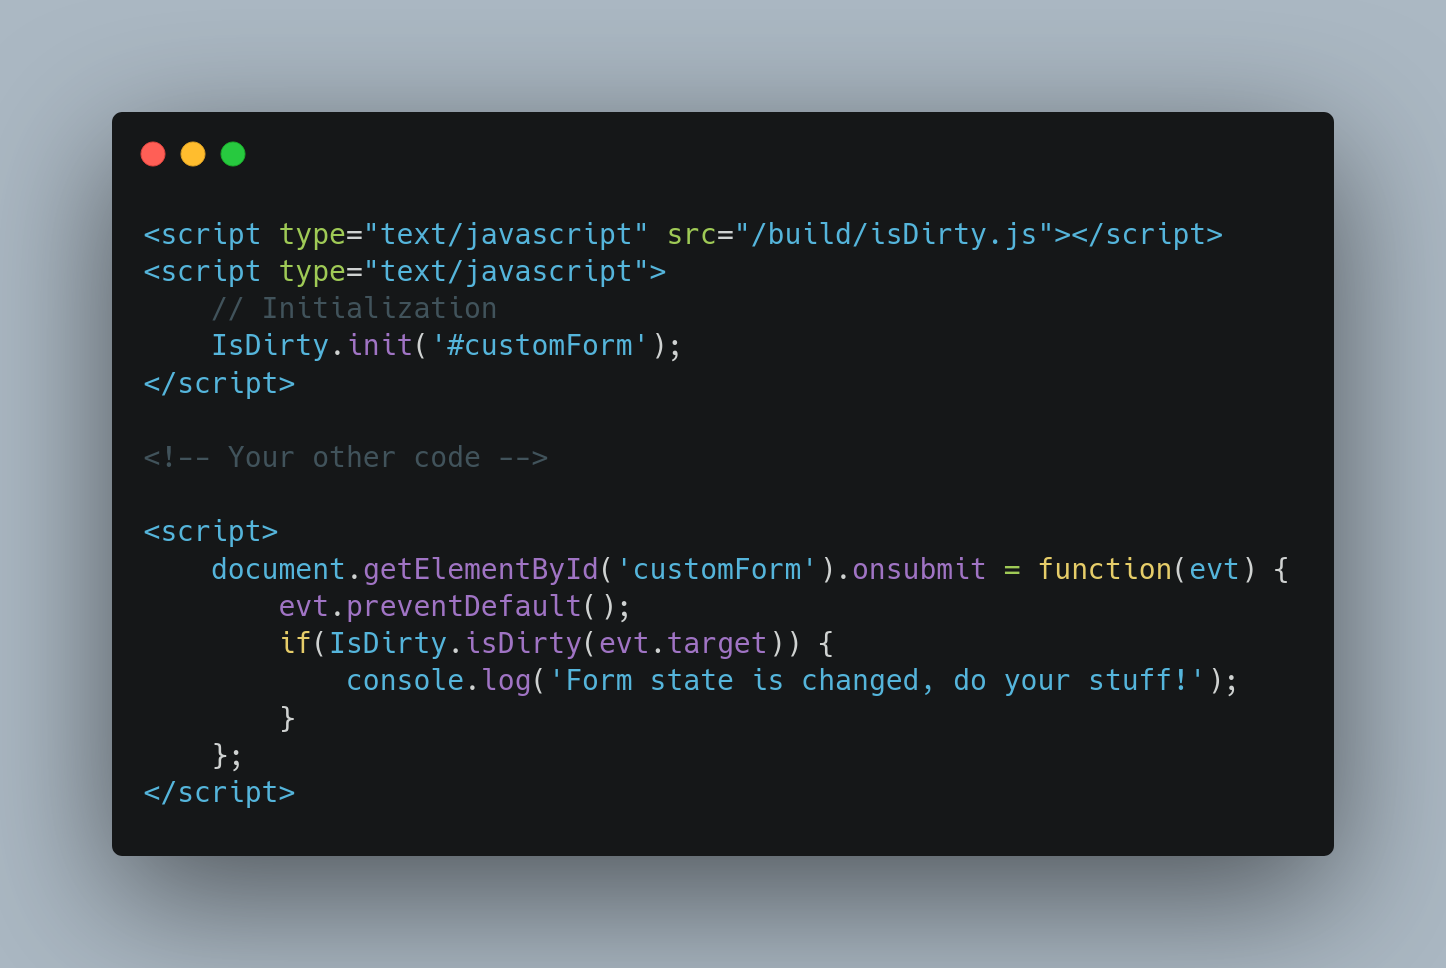 <script type="text/javascript" src="/build/isDirty.js"></script>
<script type="text/javascript">
    // Initialization
    IsDirty.init('#customForm');
</script>

<!-- Your other code -->

<script>
    document.getElementById('customForm').onsubmit = function(evt) {
        evt.preventDefault();
        if(IsDirty.isDirty(evt.target)) {
            console.log('Form state is changed, do your stuff!');
        }
    };
</script>